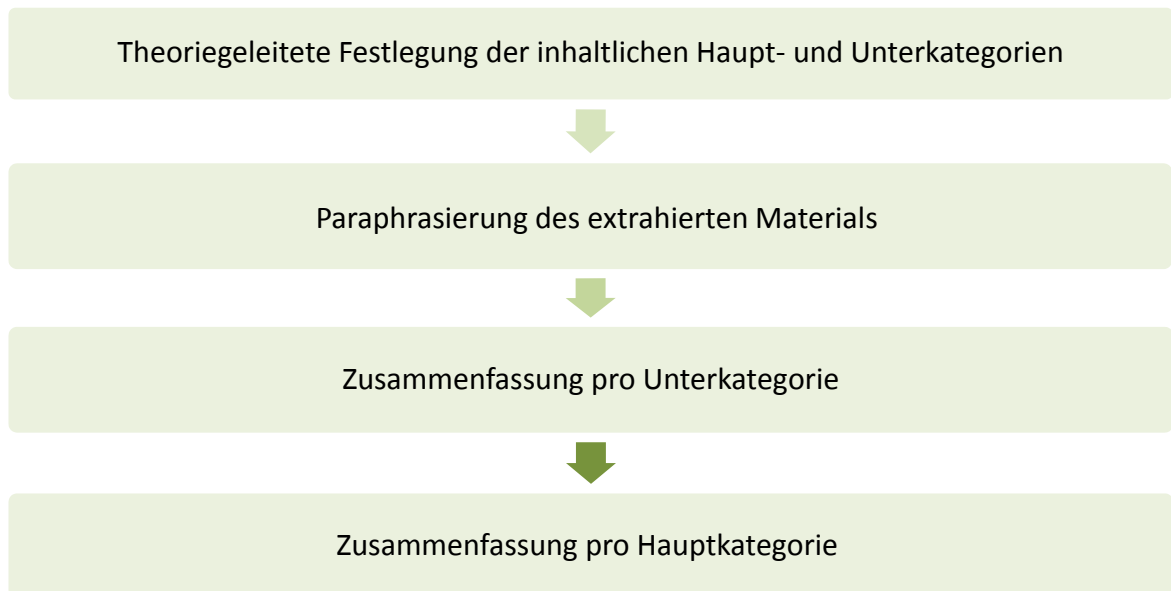 Theoriegeleitete Festlegung der inhaltlichen Haupt- und Unterkategorien
Paraphrasierung des extrahierten Materials
Zusammenfassung pro Unterkategorie
Zusammenfassung pro Hauptkategorie